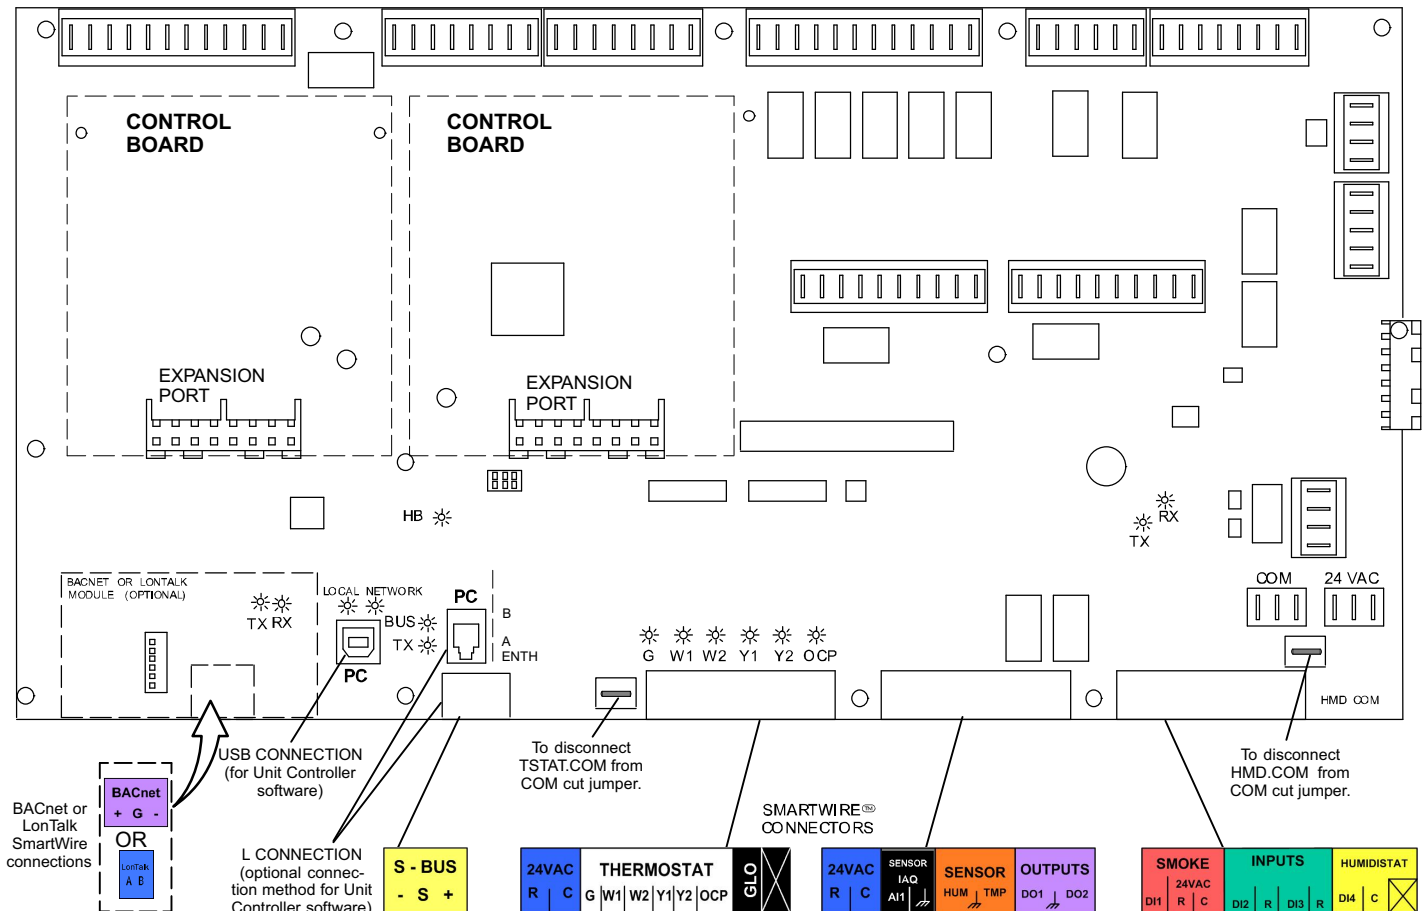 CONTROL
BOARD
CONTROL
BOARD
EXPANSION
PORT
EXPANSION
PORT
HB
RX
TX
BACNET OR LONTALK
MODULE (OPTIONAL)
TX RX
LOCAL NETWORK
BUS
TX
PC
PC
B
A
ENTH
G W1 W2 Y1 Y2 OCP
COM
24 VAC
HMD COM
USB CONNECTION
(for Unit Controller
software)
To disconnect
TSTAT.COM from
COM cut jumper.
To disconnect
HMD.COM from
COM cut jumper.
SMARTWIRE™
CONNECTORS
BACnet or
LonTalk
SmartWire
connections
BACnet
+ G -
OR
LonTalk
A B
L CONNECTION
(optional connec-
tion method for Unit
Controller software)
S - BUS
- S +
24VAC
R C
THERMOSTAT
G W1 W2 Y1 Y2 OCP
GLO
24VAC
R C
SENSOR
IAQ
AI1
SENSOR
HUM TMP
OUTPUTS
DO1 DO2
SMOKE
24VAC
DI1 R C
INPUTS
DI2 R DI3 R
HUMIDISTAT
DI4 C